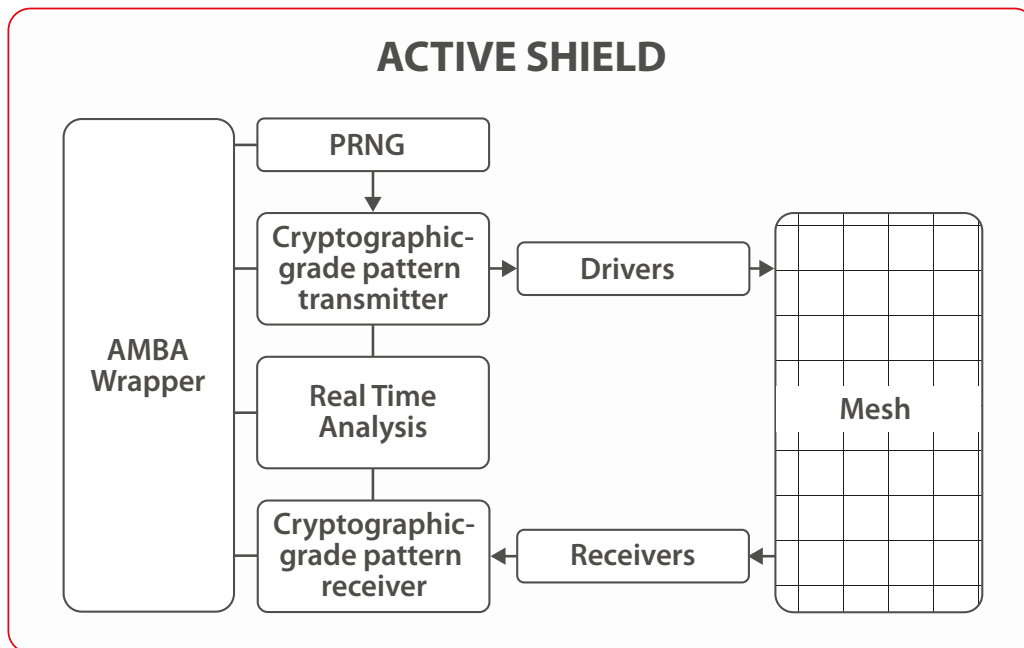 ACTIVE SHIELD
AMBA
Wrapper
PRNG
Cryptographic-
grade pattern
transmitter
Drivers
Real Time
Analysis
Mesh
Cryptographic-
grade pattern
receiver
Receivers